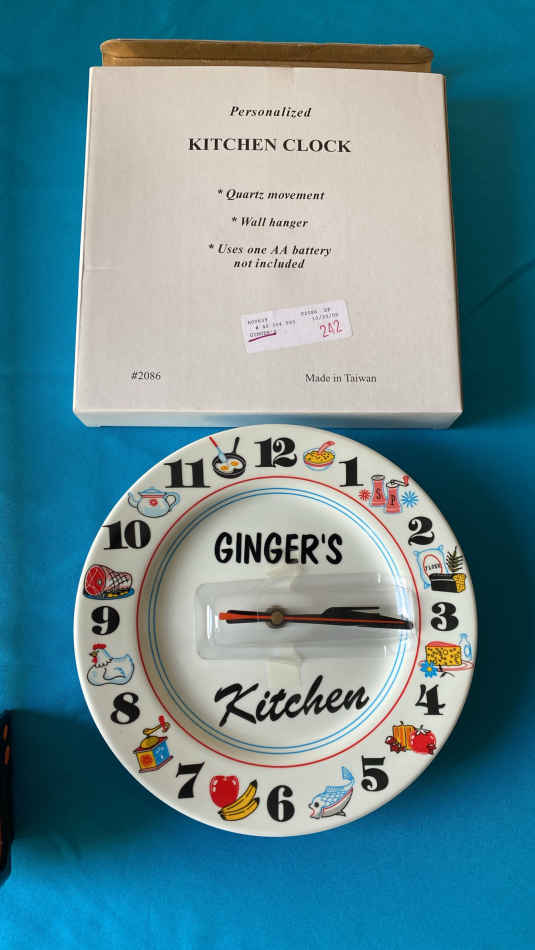 Personalized
KITCHEN CLOCK
* Quartz movement
* Wall hanger
* Uses one AA battery
not included
GINGER'S
242
#2086
Made in Taiwan
11 12 1
10 2
9 3
8 4
7 6 5
S P
GINGER'S
Kitchen